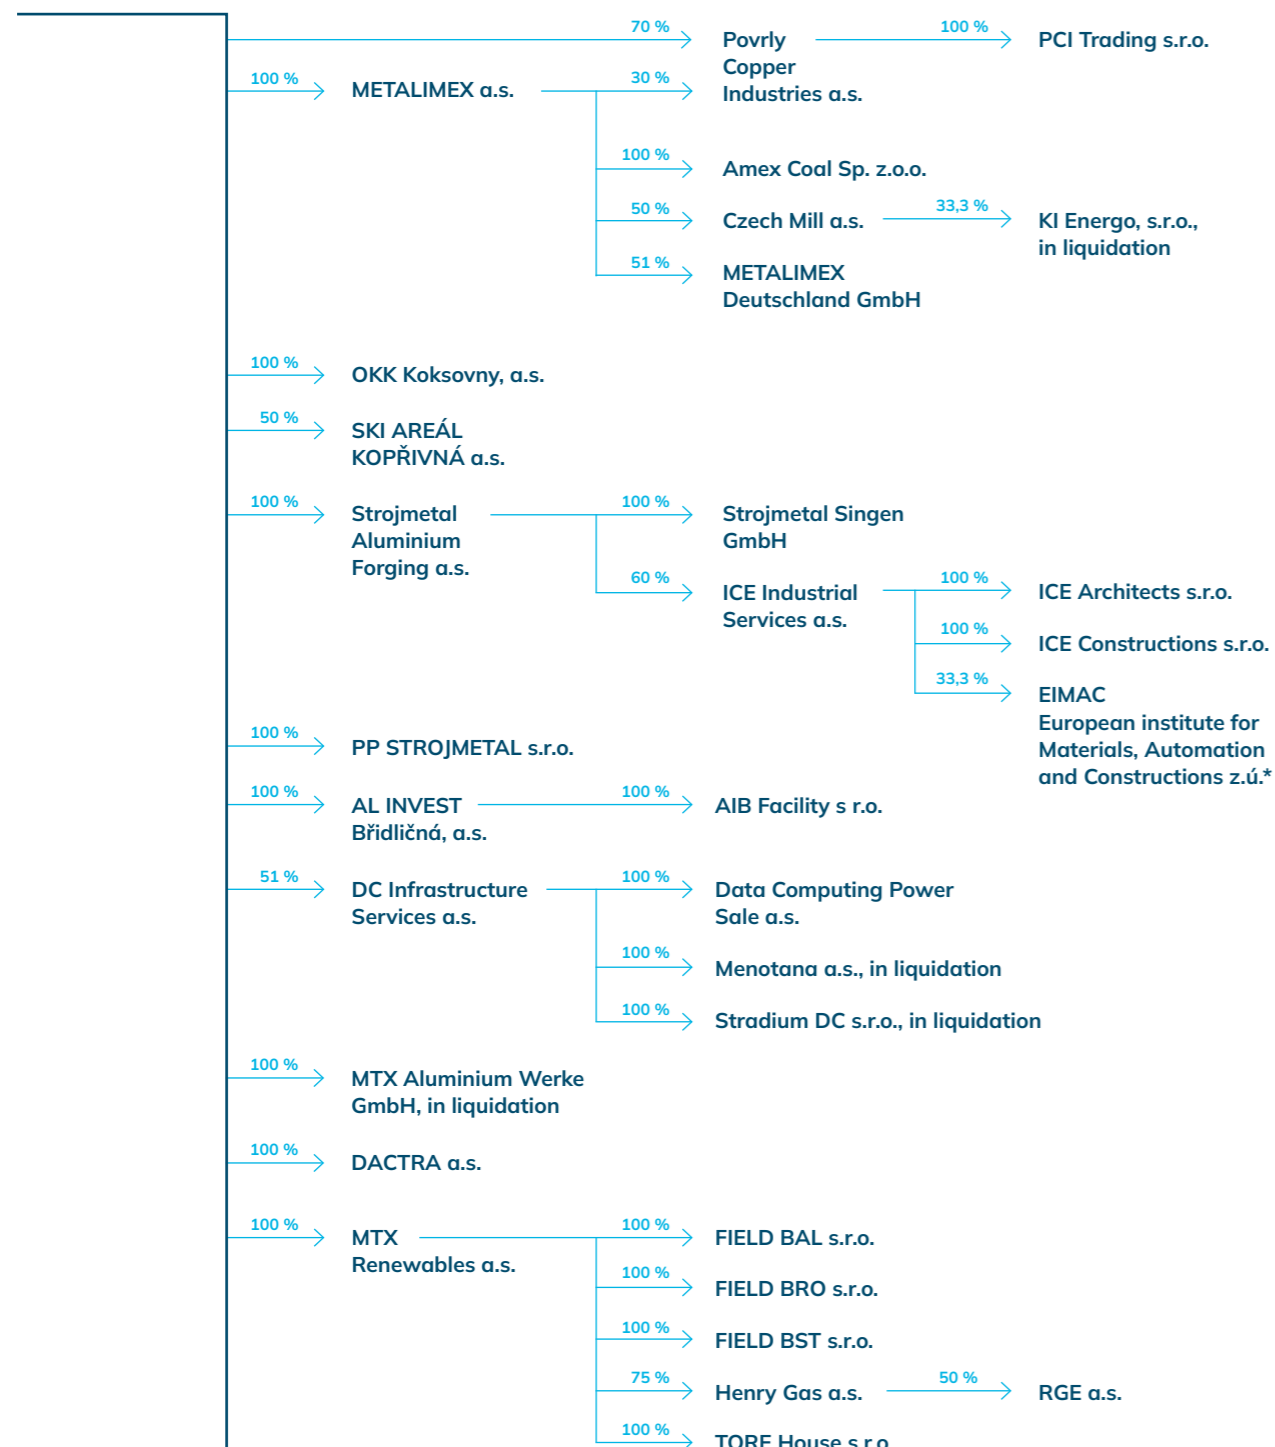 70 %
Povrly
Copper
Industries a.s.
100 %
PCI Trading s.r.o.
100 %
METALIMEX a.s.
30 %
100 %
Amex Coal Sp. z.o.o.
50 %
Czech Mill a.s.
33,3 %
KI Energo, s.r.o.,
in liquidation
51 %
METALIMEX
Deutschland GmbH
100 %
OKK Koksovny, a.s.
50 %
SKI AREÁL
KOPŘIVNÁ a.s.
100 %
Strojmetal
Aluminium
Forging a.s.
100 %
Strojmetal Singen
GmbH
60 %
ICE Industrial
Services a.s.
100 %
ICE Architects s.r.o.
100 %
ICE Constructions s.r.o.
33,3 %
EIMAC
European institute for
Materials, Automation
and Constructions z.ú.*
100 %
PP STROJMETAL s.r.o.
100 %
AL INVEST
Břidličná, a.s.
100 %
AIB Facility s r.o.
51 %
DC Infrastructure
Services a.s.
100 %
Data Computing Power
Sale a.s.
100 %
Menotana a.s., in liquidation
100 %
Stradium DC s.r.o., in liquidation
100 %
MTX Aluminium Werke
GmbH, in liquidation
100 %
DACTRA a.s.
100 %
MTX
Renewables a.s.
100 %
FIELD BAL s.r.o.
100 %
FIELD BRO s.r.o.
100 %
FIELD BST s.r.o.
75 %
Henry Gas a.s.
50 %
RGE a.s.
100 %
House s.r.o.